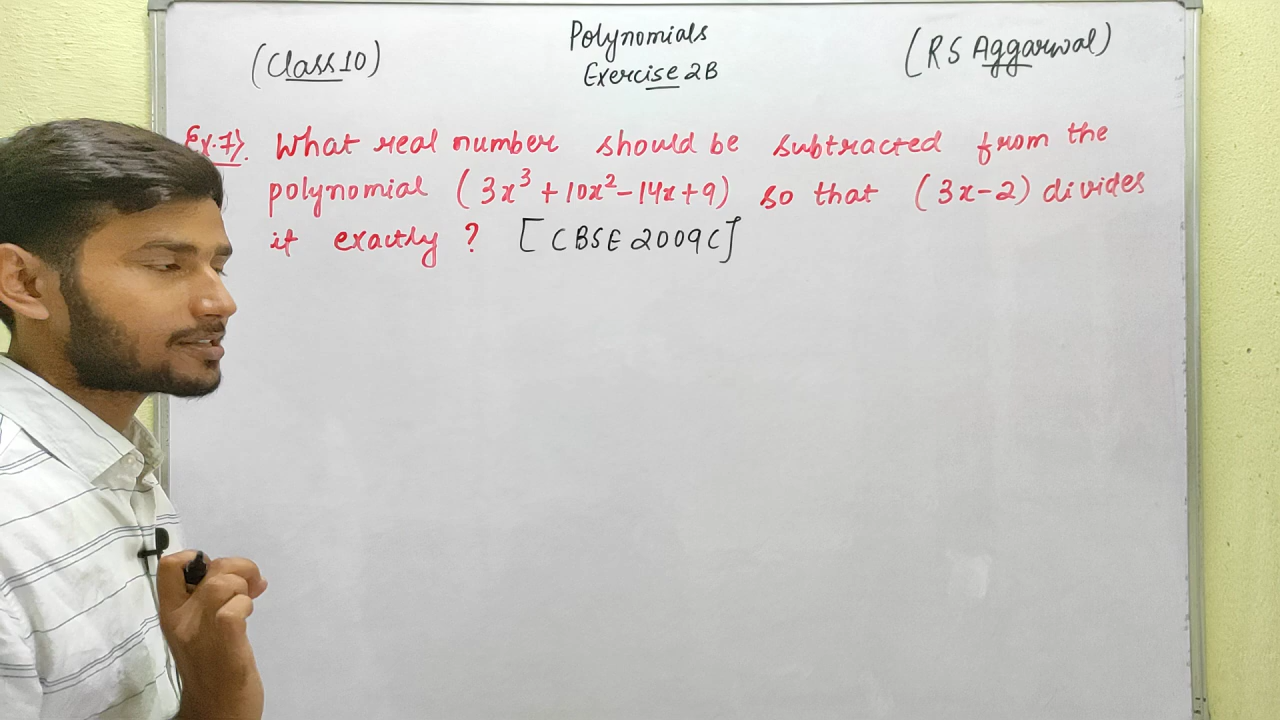 (Class 10)
Polynomials
Exercise 2B
(RS Aggarwal)
Ex.7⟩. What real number should be subtracted from the
polynomial (3x³ + 10x² - 14x + 9) so that (3x - 2) divides
it exactly ? [CBSE 2009C]